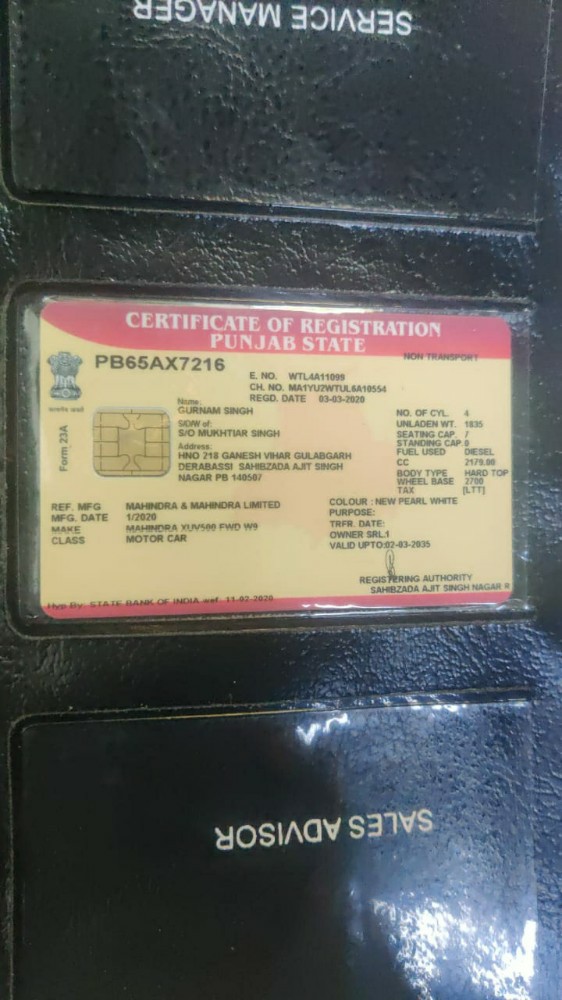 SERVICE MANAGER
CERTIFICATE OF REGISTRATION
PUNJAB STATE
NON TRANSPORT
PB65AX7216
E. NO. WTL4A11099
CH. NO. MA1YU2WTUL6A10554
REGD. DATE 03-03-2020
सत्यमेव जयते
Form 23A
Name:
GURNAM SINGH
S/D/W of:
S/O MUKHTIAR SINGH
Address:
HNO 218 GANESH VIHAR GULABGARH
DERABASSI SAHIBZADA AJIT SINGH
NAGAR PB 140507
NO. OF CYL. 4
UNLADEN WT. 1835
SEATING CAP. 7
STANDING CAP. 0
FUEL USED DIESEL
CC 2179.00
BODY TYPE HARD TOP
WHEEL BASE 2700
TAX [LTT]
REF. MFG MAHINDRA & MAHINDRA LIMITED
MFG. DATE 1/2020
MAKE MAHINDRA XUV500 FWD W9
CLASS MOTOR CAR
COLOUR : NEW PEARL WHITE
PURPOSE:
TRFR. DATE:
OWNER SRL.1
VALID UPTO:02-03-2035
REGISTERING AUTHORITY
SAHIBZADA AJIT SINGH NAGAR R
Hyp By: STATE BANK OF INDIA wef. 11-02-2020
SALES ADVISOR